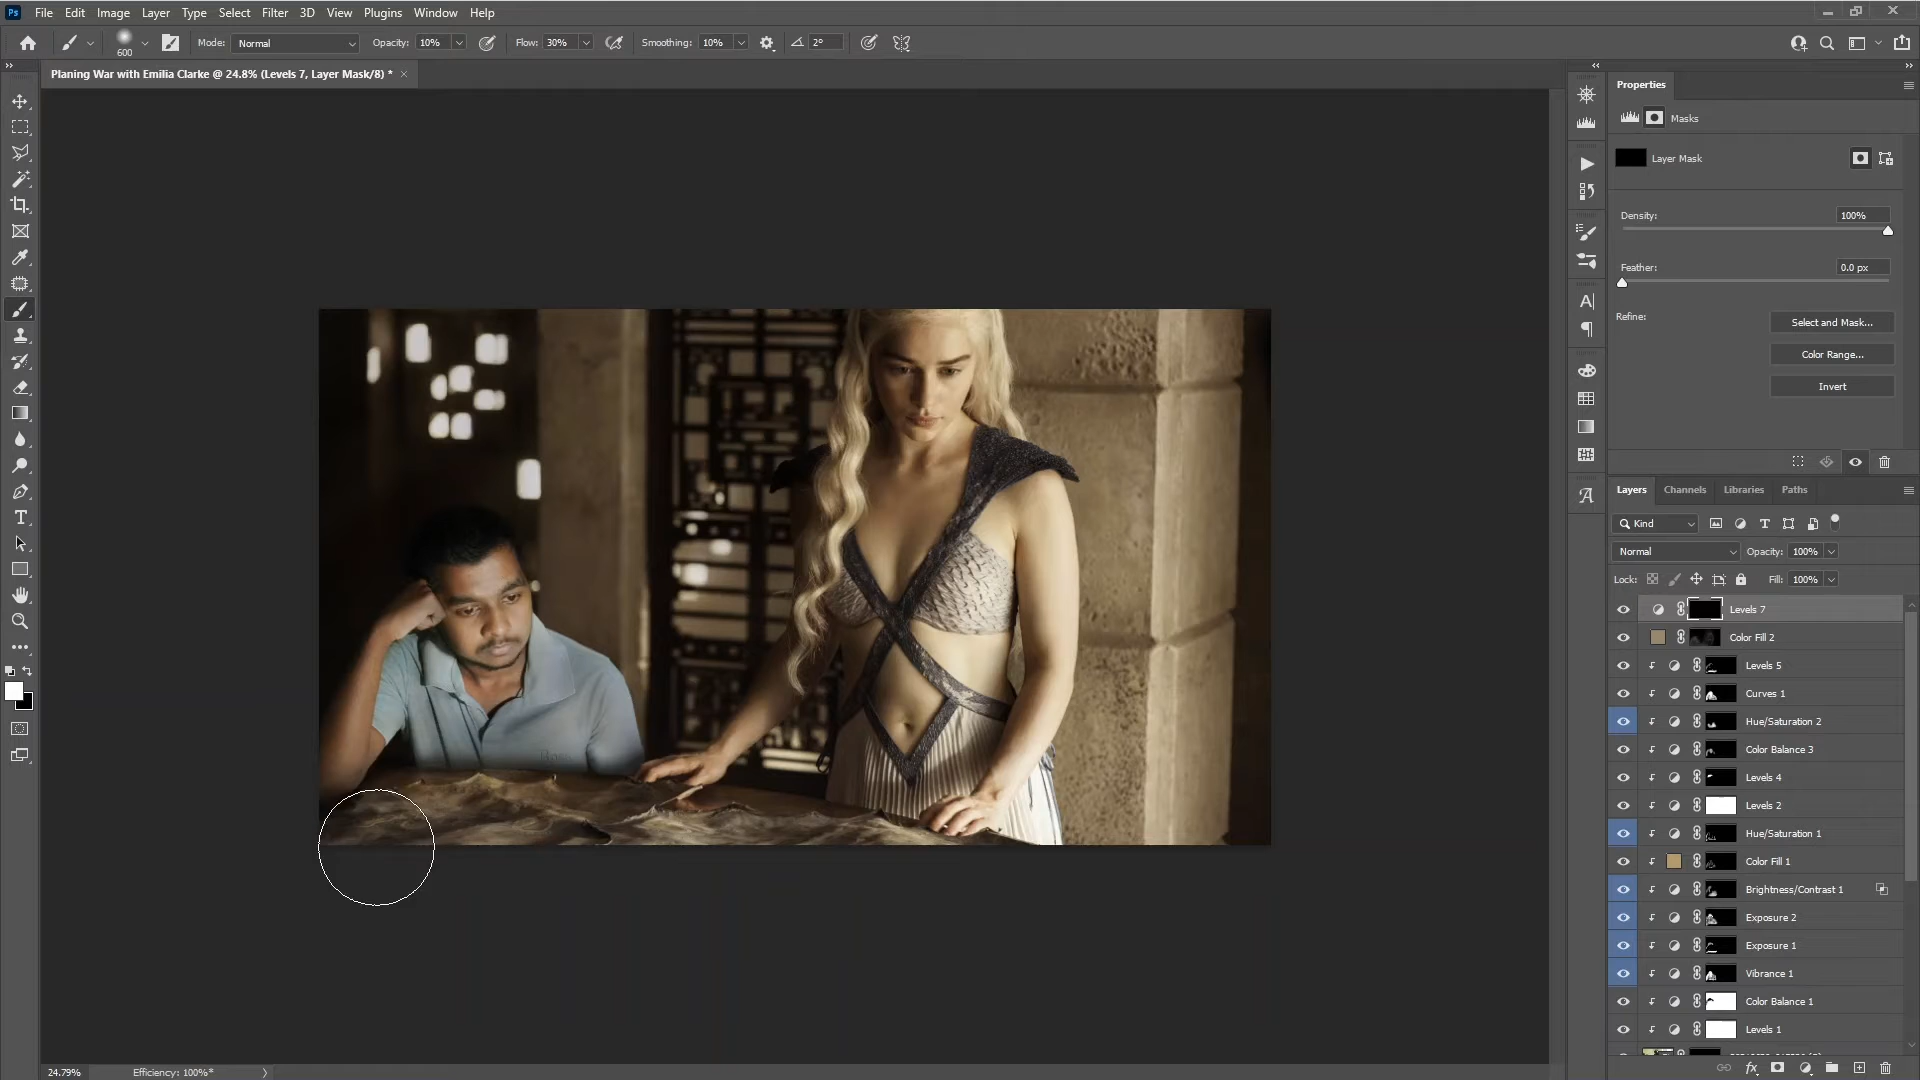 Ps File Edit Image Layer Type Select Filter 3D View Plugins Window Help
600 Mode: Normal Opacity: 10% Flow: 30% Smoothing: 10% 2°
Planing War with Emilia Clarke @ 24.8% (Levels 7, Layer Mask/8) * ×
Properties
Masks
Layer Mask
Density: 100%
Feather: 0.0 px
Refine: Select and Mask...
Color Range...
Invert
Layers Channels Libraries Paths
Kind
Normal Opacity: 100%
Lock: Fill: 100%
Levels 7
Color Fill 2
Levels 5
Curves 1
Hue/Saturation 2
Color Balance 3
Levels 4
Levels 2
Hue/Saturation 1
Color Fill 1
Brightness/Contrast 1
Exposure 2
Exposure 1
Vibrance 1
Color Balance 1
Levels 1
24.79% Efficiency: 100%*